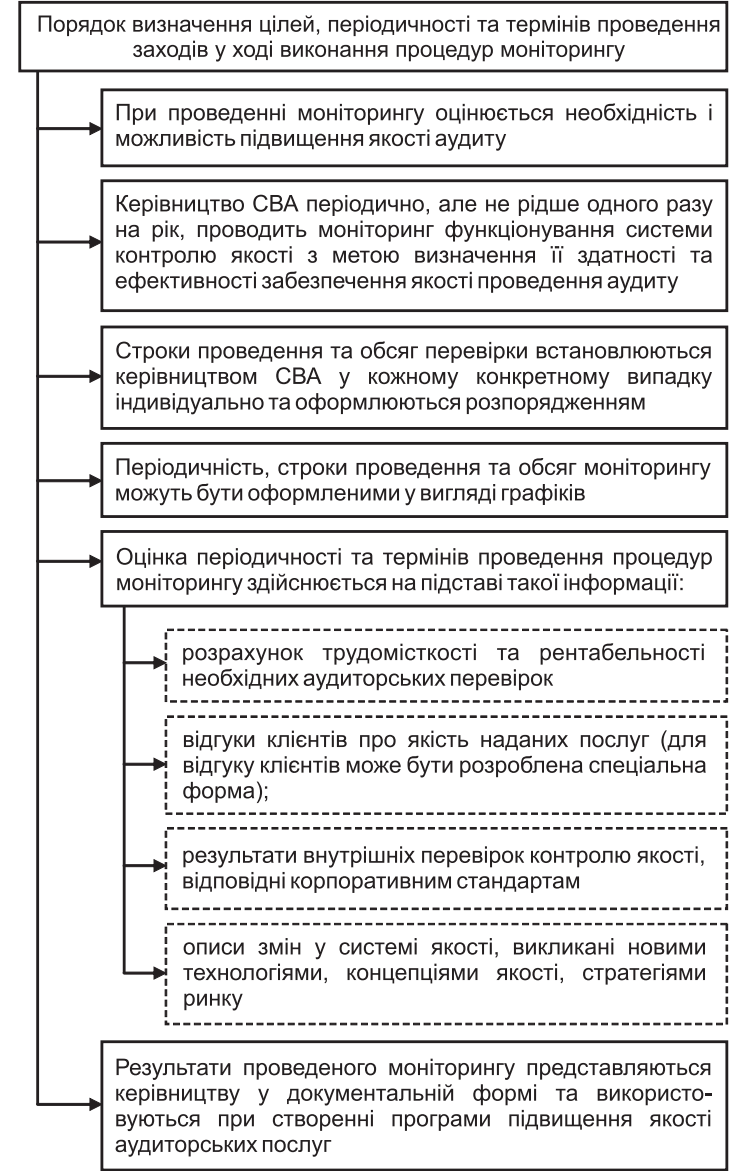 Порядок визначення цілей, періодичності та термінів проведення
заходів у ході виконання процедур моніторингу
При проведенні моніторингу оцінюється необхідність і
можливість підвищення якості аудиту
Керівництво СВА періодично, але не рідше одного разу
на рік, проводить моніторинг функціонування системи
контролю якості з метою визначення її здатності та
ефективності забезпечення якості проведення аудиту
Строки проведення та обсяг перевірки встановлюються
керівництвом СВА у кожному конкретному випадку
індивідуально та оформлюються розпорядженням
Періодичність, строки проведення та обсяг моніторингу
можуть бути оформленими у вигляді графіків
Оцінка періодичності та термінів проведення процедур
моніторингу здійснюється на підставі такої інформації:
розрахунок трудомісткості та рентабельності
необхідних аудиторських перевірок
відгуки клієнтів про якість наданих послуг (для
відгуку клієнтів може бути розроблена спеціальна
форма);
результати внутрішніх перевірок контролю якості,
відповідні корпоративним стандартам
описи змін у системі якості, викликані новими
технологіями, концепціями якості, стратегіями
ринку
Результати проведеного моніторингу представляються
керівництву у документальній формі та використо-
вуються при створенні програми підвищення якості
аудиторських послуг